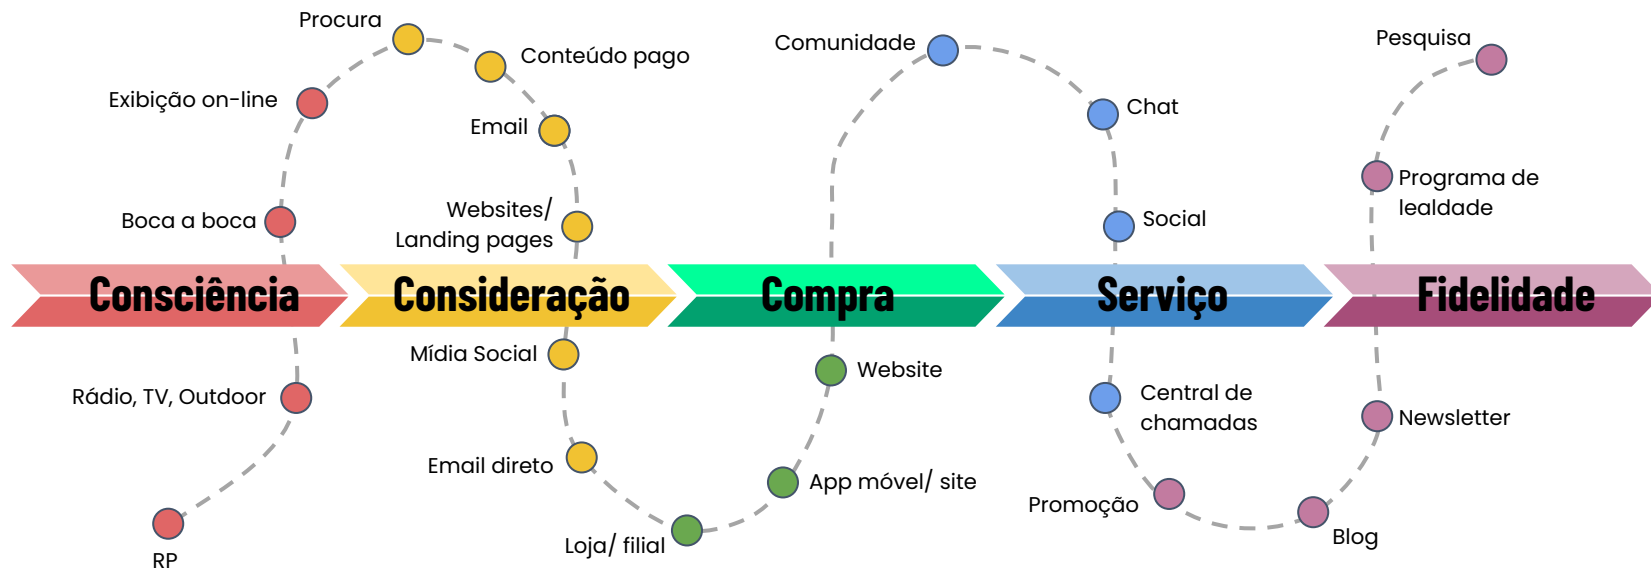 Procura
Conteúdo pago
Exibição on-line
Email
Boca a boca
Websites/
Landing pages
Comunidade
Chat
Social
Pesquisa
Programa de
lealdade
Consciência
Consideração
Compra
Serviço
Fidelidade
Mídia Social
Rádio, TV, Outdoor
Email direto
RP
Loja/ filial
App móvel/ site
Website
Central de
chamadas
Promoção
Blog
Newsletter